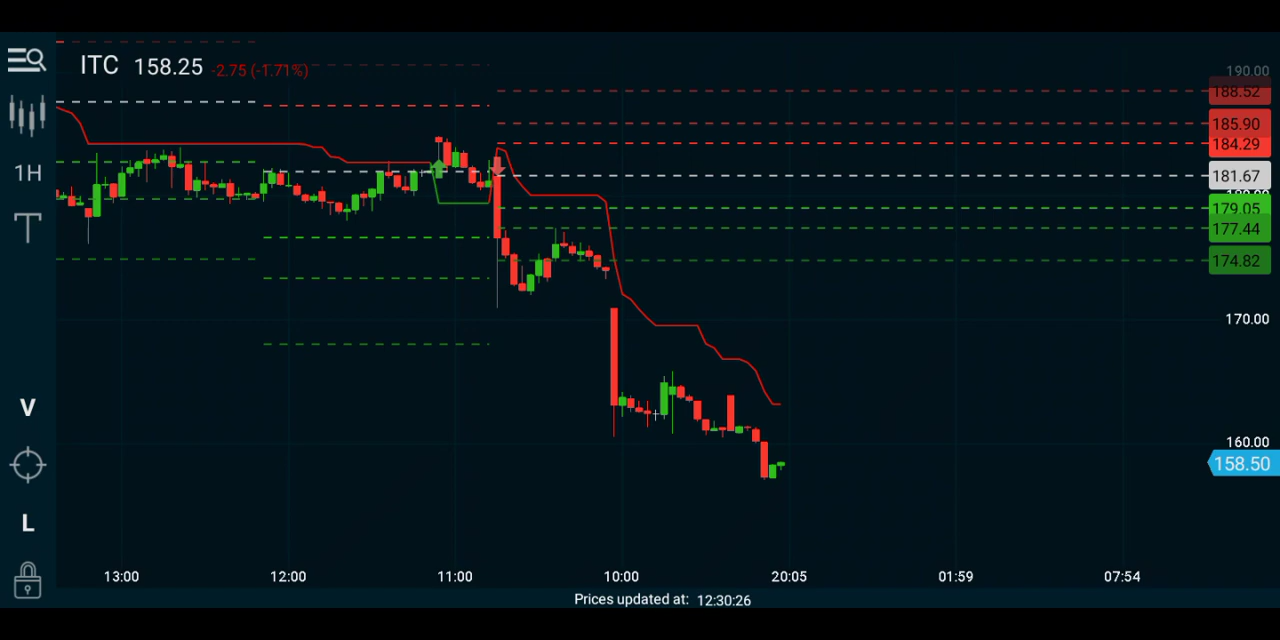 ITC 158.25 -2.75 (-1.71%)
190.00
188.52
1H
185.90
184.29
181.67
179.05
177.44
T
174.82
170.00
V
160.00
158.50
L
13:00 12:00 11:00 10:00 20:05 01:59 07:54
Prices updated at: 12:30:26